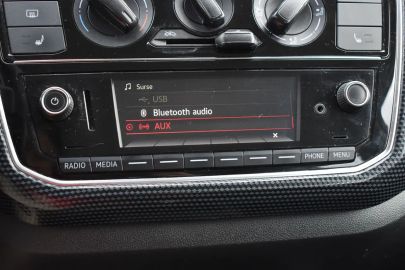 Surse
USB
Bluetooth audio
AUX
RADIO MEDIA PHONE MENU